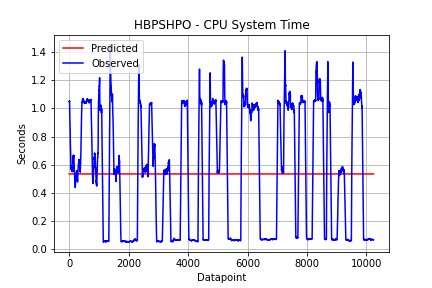 HBPSHPO - CPU System Time
Predicted
Observed
Seconds
1.4
1.2
1.0
0.8
0.6
0.4
0.2
0.0
0 2000 4000 6000 8000 10000
Datapoint